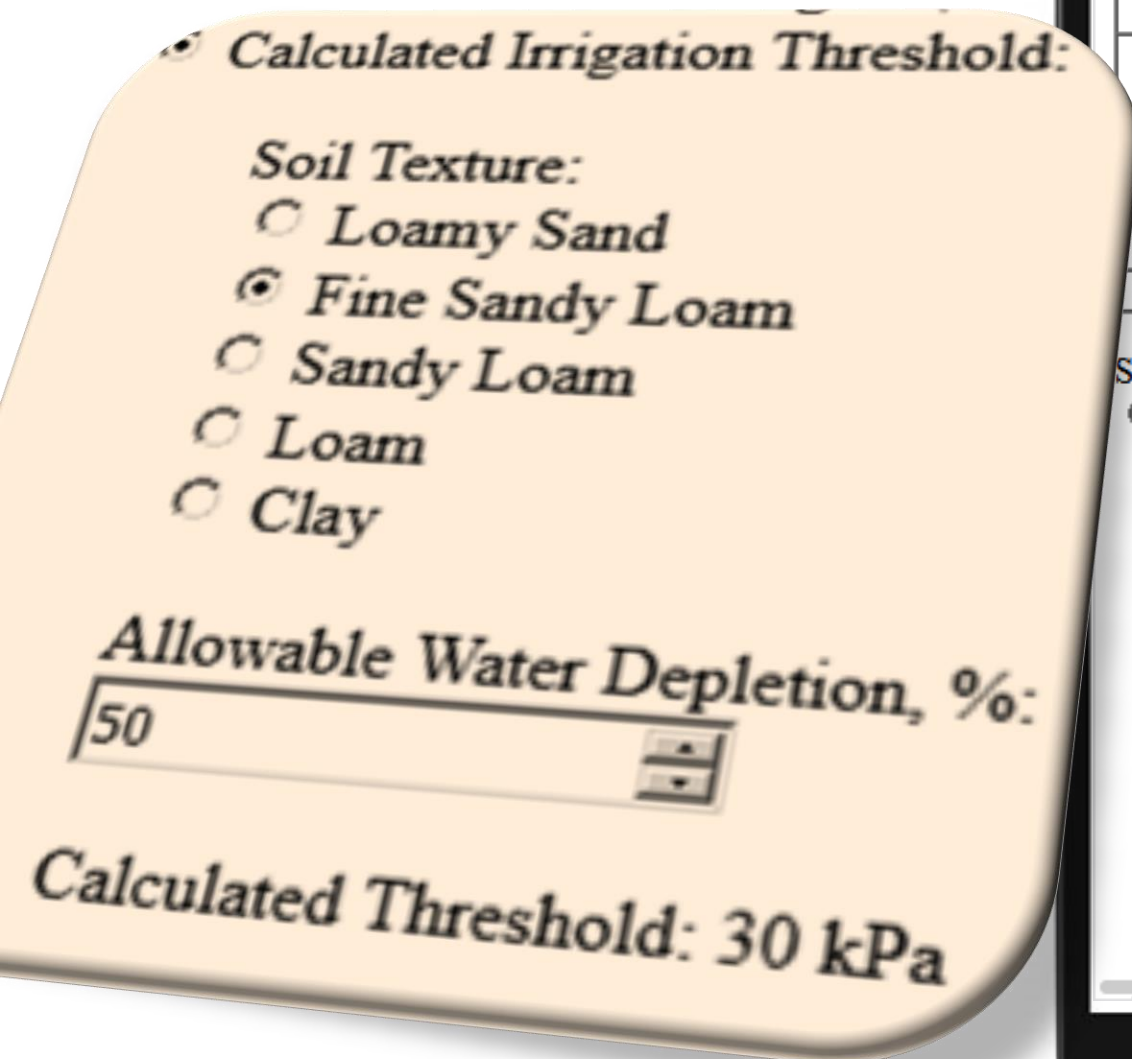 Calculated Irrigation Threshold:
Soil Texture:
Loamy Sand
Fine Sandy Loam
Sandy Loam
Loam
Clay
Allowable Water Depletion, %:
50
Calculated Threshold: 30 kPa